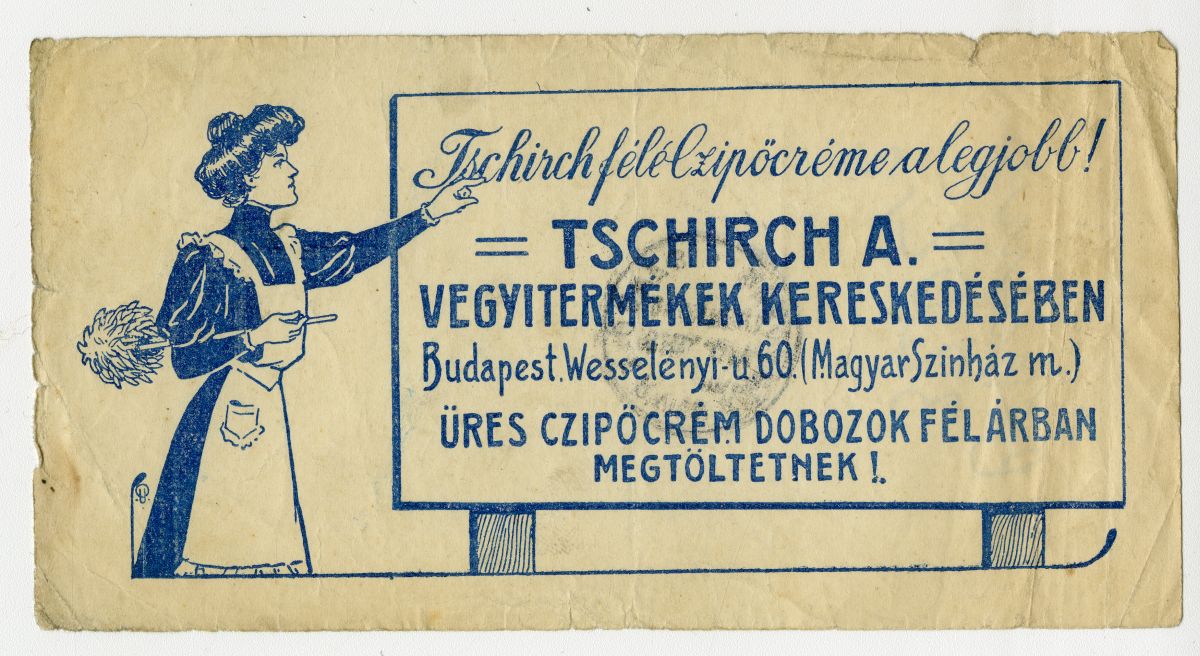 Tschirch féle Czipőcréme a legjobb!
= TSCHIRCH A. =
VEGYITERMÉKEK KERESKEDÉSÉBEN
Budapest. Wesselényi-u. 60. (Magyar Szinház m.)
ÜRES CZIPŐCRÉM DOBOZOK FÉLÁRBAN
MEGTÖLTETNEK!